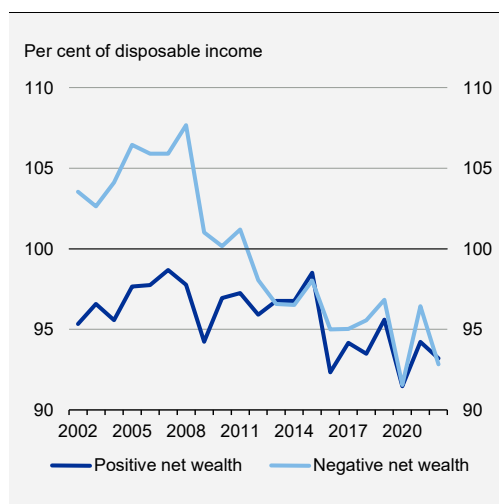 Per cent of disposable income
110 110
105 105
100 100
95 95
90 90
2002 2005 2008 2011 2014 2017 2020
Positive net wealth Negative net wealth